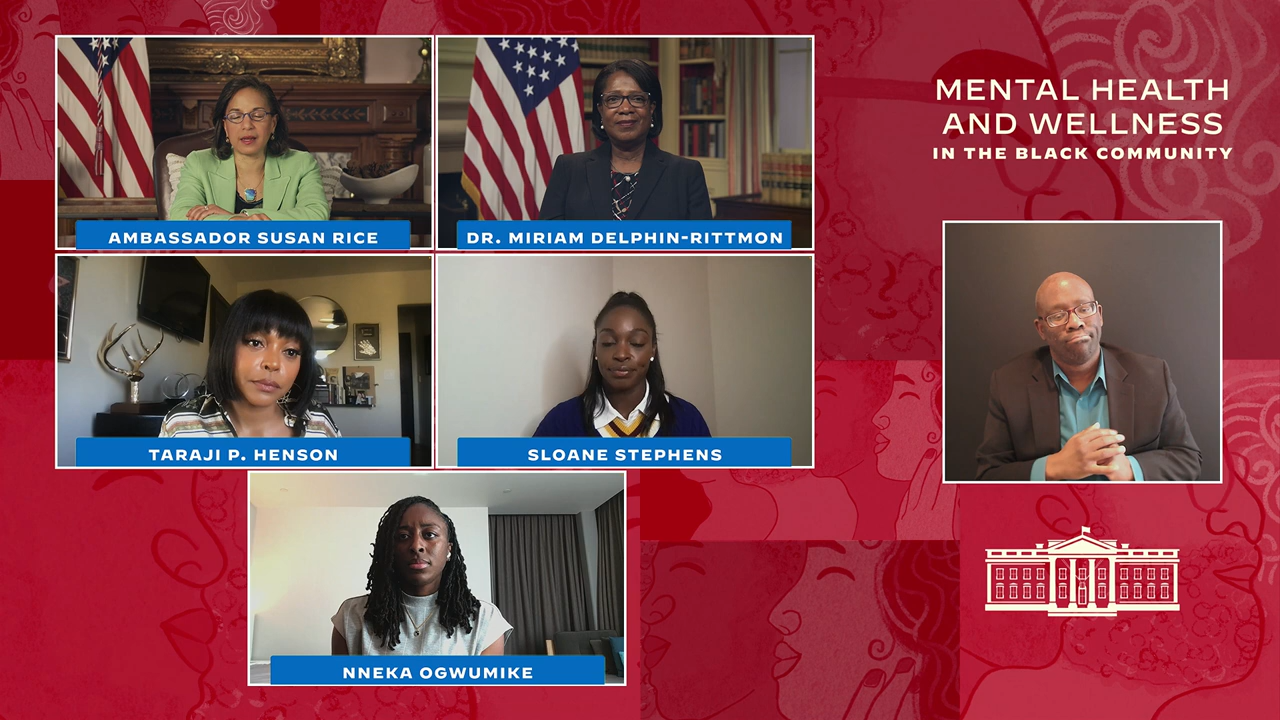 MENTAL HEALTH
AND WELLNESS
IN THE BLACK COMMUNITY
AMBASSADOR SUSAN RICE
DR. MIRIAM DELPHIN-RITTMON
TARAJI P. HENSON
SLOANE STEPHENS
NNEKA OGWUMIKE